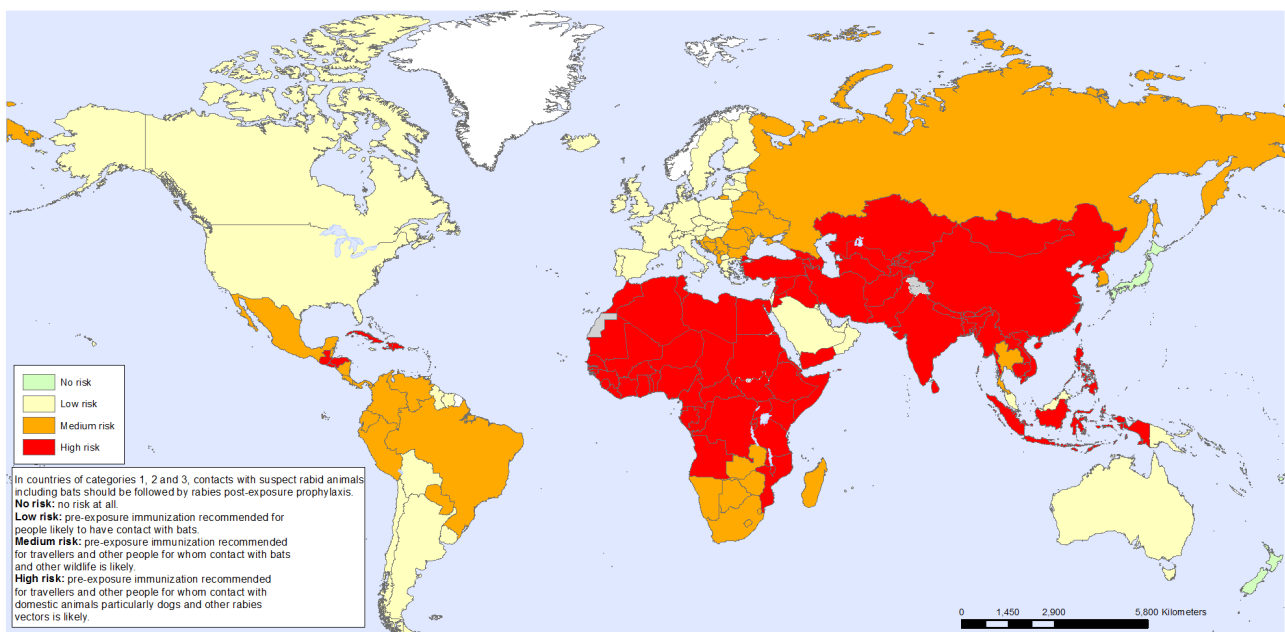 No risk
Low risk
Medium risk
High risk
In countries of categories 1, 2 and 3, contacts with suspect rabid animals
including bats should be followed by rabies post-exposure prophylaxis.
No risk: no risk at all.
Low risk: pre-exposure immunization recommended for
people likely to have contact with bats.
Medium risk: pre-exposure immunization recommended
for travellers and other people for whom contact with bats
and other wildlife is likely.
High risk: pre-exposure immunization recommended
for travellers and other people for whom contact with
domestic animals particularly dogs and other rabies
vectors is likely.
0 1,450 2,900 5,800 Kilometers